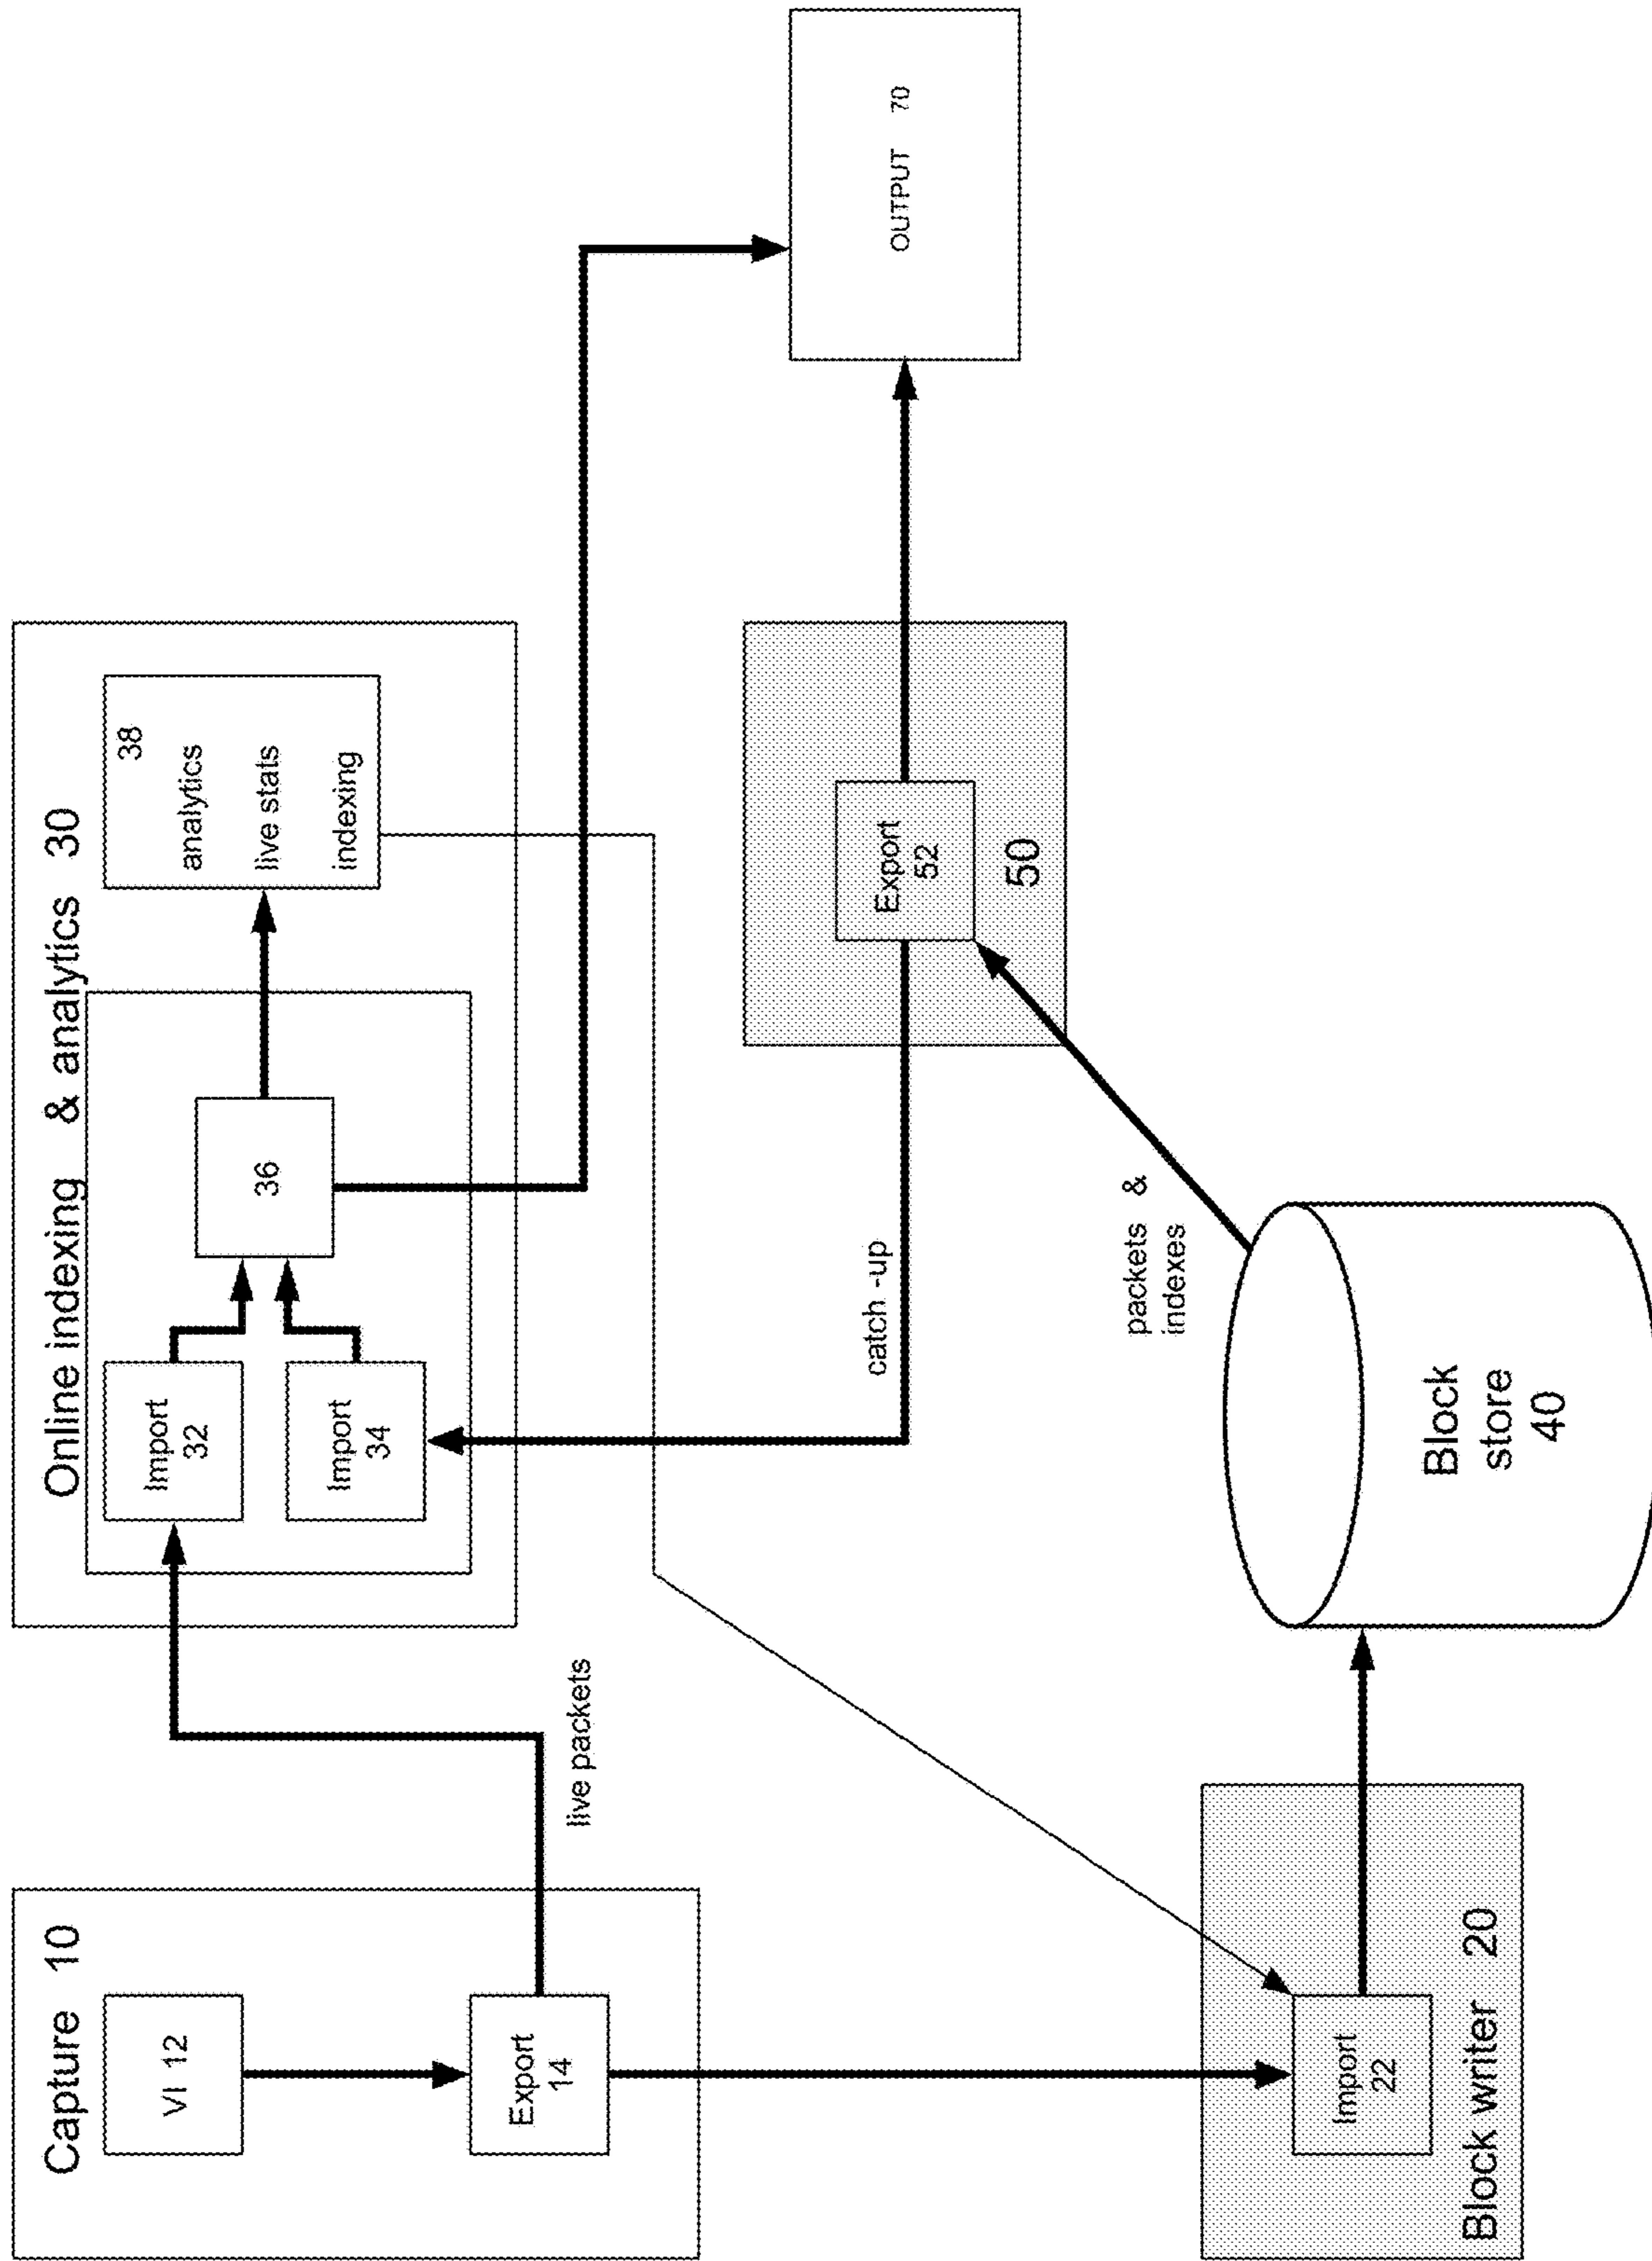 Capture 10
VI 12
Export
14
live packets
Online indexing & analytics 30
Import
32
Import
34
36
38
analytics
live stats
indexing
catch -up
Export
52
50
OUTPUT 70
packets &
indexes
Block
store
40
Import
22
Block writer 20